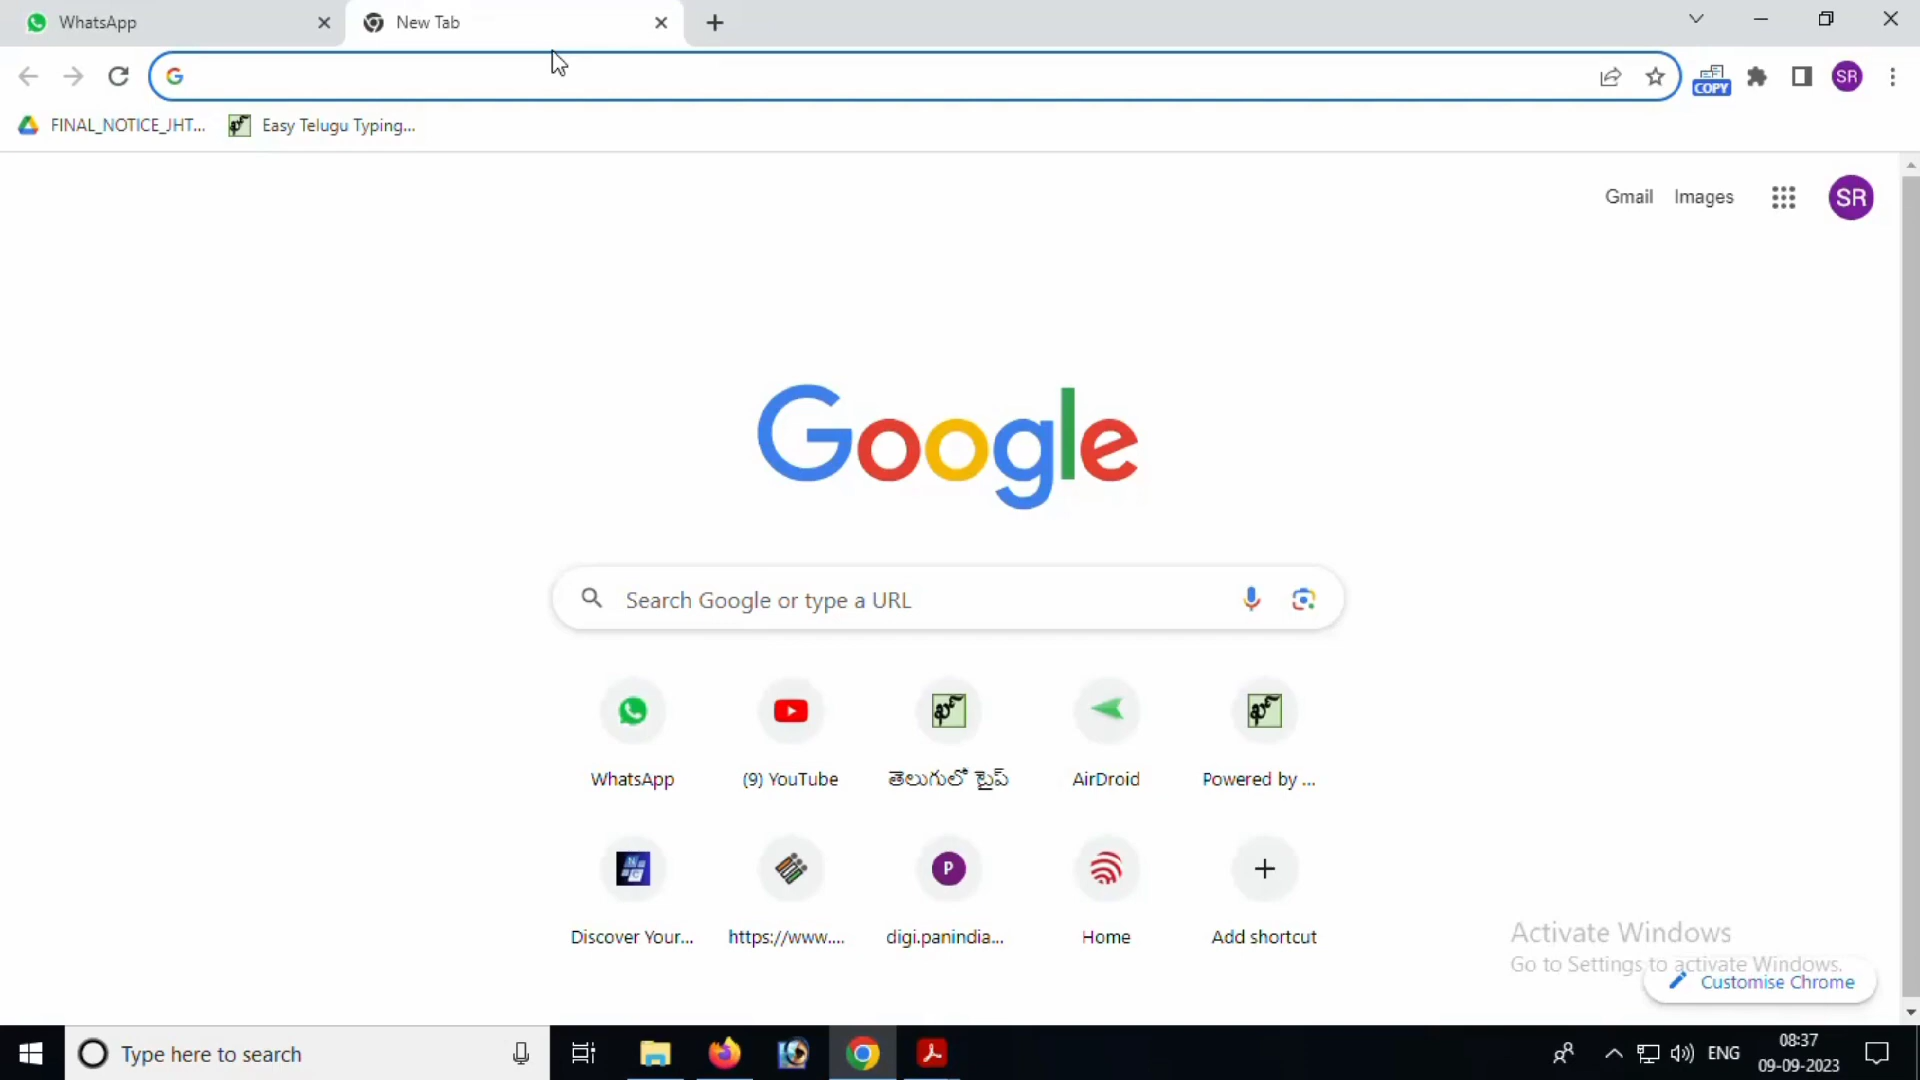 WhatsApp
New Tab
COPY
SR
FINAL_NOTICE_JHT...
Easy Telugu Typing...
Gmail
Images
SR
Google
Search Google or type a URL
WhatsApp
(9) YouTube
తెలుగులో టైప్
AirDroid
Powered by ...
P
Discover Your...
https://www....
digi.panindia...
Home
Add shortcut
Activate Windows
Go to Settings to activate Windows.
Customise Chrome
Type here to search
ENG
08:37
09-09-2023